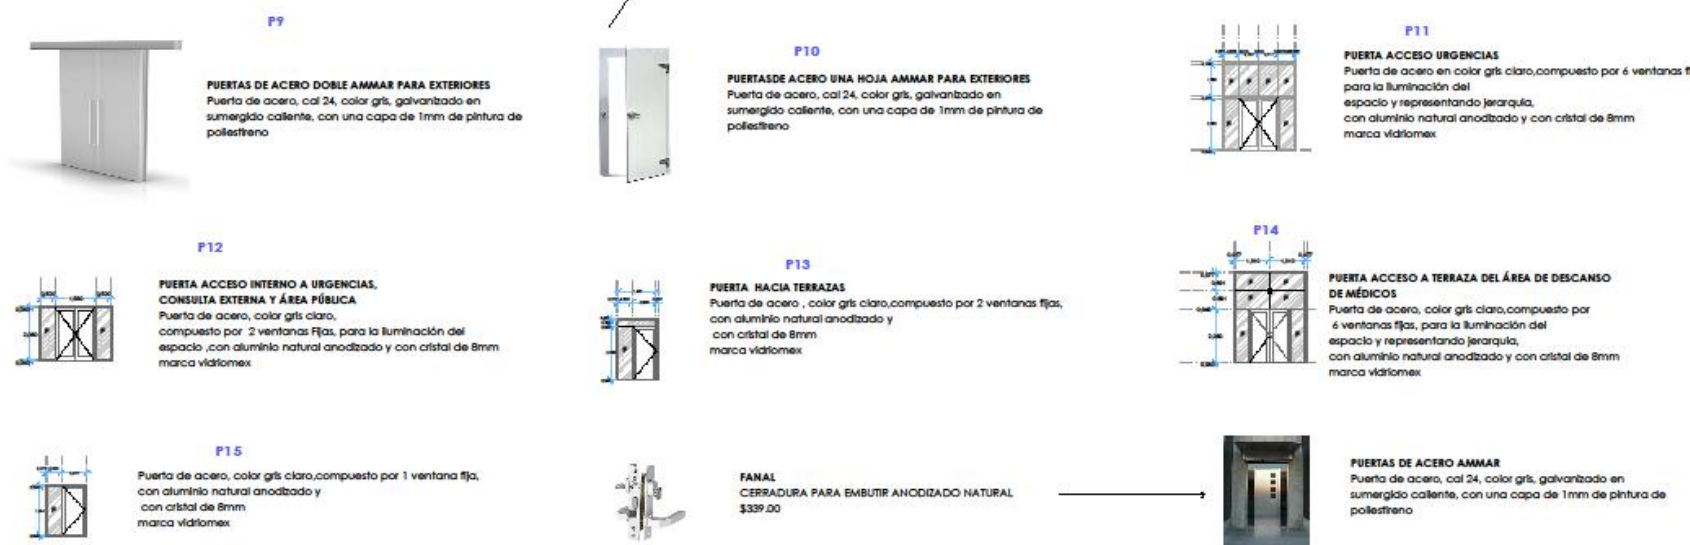 P9
PUERTAS DE ACERO DOBLE AMMAR PARA EXTERIORES
Puerta de acero, cal 24, color gris, galvanizado en
sumergido caliente, con una capa de 1mm de pintura de
poliestireno
P10
PUERTASDE ACERO UNA HOJA AMMAR PARA EXTERIORES
Puerta de acero, cal 24, color gris, galvanizado en
sumergido caliente, con una capa de 1mm de pintura de
poliestireno
P11
PUERTA ACCESO URGENCIAS
Puerta de acero en color gris claro,compuesto por 6 ventanas
para la iluminación del
espacio y representando jerarquia,
con aluminio natural anodizado y con cristal de 8mm
marca vidriomex
P12
PUERTA ACCESO INTERNO A URGENCIAS,
CONSULTA EXTERNA Y ÁREA PÚBLICA
Puerta de acero, color gris claro,
compuesto por 2 ventanas Fijas, para la iluminación del
espacio ,con aluminio natural anodizado y con cristal de 8mm
marca vidriomex
P13
PUERTA HACIA TERRAZAS
Puerta de acero , color gris claro,compuesto por 2 ventanas fijas,
con aluminio natural anodizado y
con cristal de 8mm
marca vidriomex
P14
PUERTA ACCESO A TERRAZA DEL ÁREA DE DESCANSO
DE MÉDICOS
Puerta de acero, color gris claro,compuesto por
6 ventanas fijas, para la iluminación del
espacio y representando jerarquia,
con aluminio natural anodizado y con cristal de 8mm
marca vidriomex
P15
Puerta de acero, color gris claro,compuesto por 1 ventana fija,
con aluminio natural anodizado y
con cristal de 8mm
marca vidriomex
FANAL
CERRADURA PARA EMBUTIR ANODIZADO NATURAL
$339.00
PUERTAS DE ACERO AMMAR
Puerta de acero, cal 24, color gris, galvanizado en
sumergido caliente, con una capa de 1mm de pintura de
poliestireno